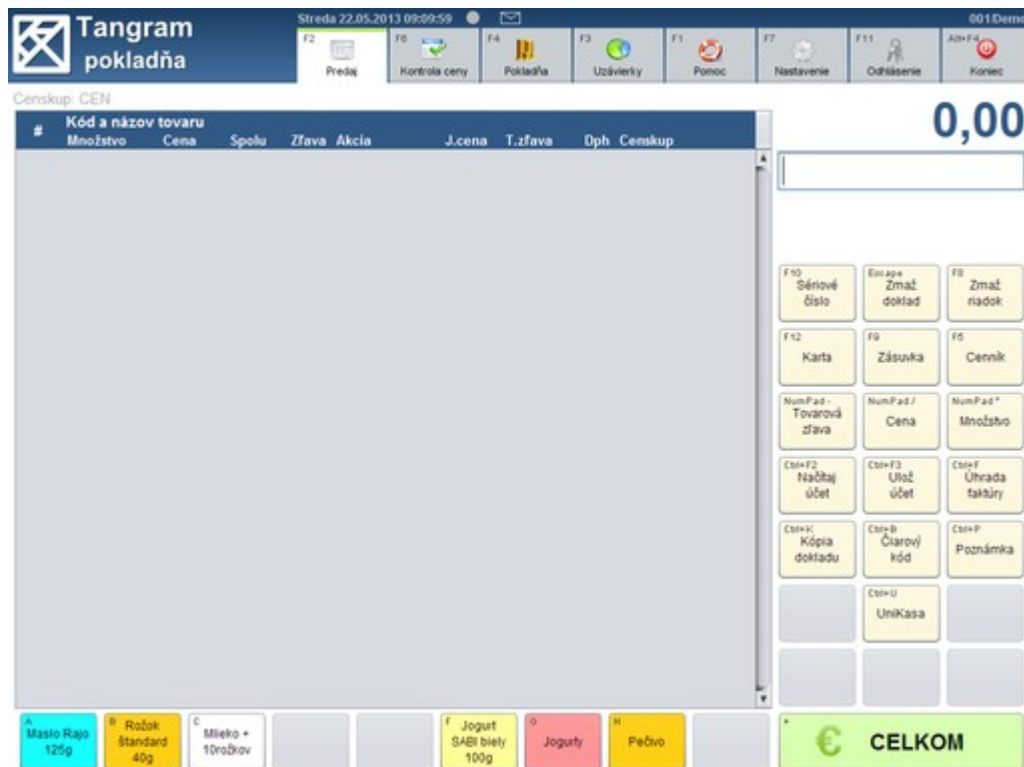 Tangram
pokladňa
Streda 22.05.2013 09:09:59
001Demo
F2
Predaj
F6
Kontrola ceny
F4
Pokladňa
F3
Uzávierky
F1
Pomoc
F7
Nastavenie
F11
Odhlásenie
Alt+F4
Koniec
Censkup: CEN
0,00
# Kód a názov tovaru
Množstvo Cena Spolu Zľava Akcia J.cena T.zľava Dph Censkup
F10
Sériové
číslo
Escape
Zmaž
doklad
F8
Zmaž
riadok
F12
Karta
F9
Zásuvka
F5
Cenník
NumPad -
Tovarová
zľava
NumPad /
Cena
NumPad *
Množstvo
Ctrl+F2
Načítaj
účet
Ctrl+F3
Ulož
účet
Ctrl+F
Úhrada
faktúry
Ctrl+K
Kópia
dokladu
Ctrl+B
Čiarový
kód
Ctrl+P
Poznámka
Ctrl+U
UniKasa
A
Maslo Rajo
125g
B
Rožok
štandard
40g
C
Mlieko +
10rožkov
F
Jogurt
SABI biely
100g
G
Jogurty
H
Pečivo
€ CELKOM